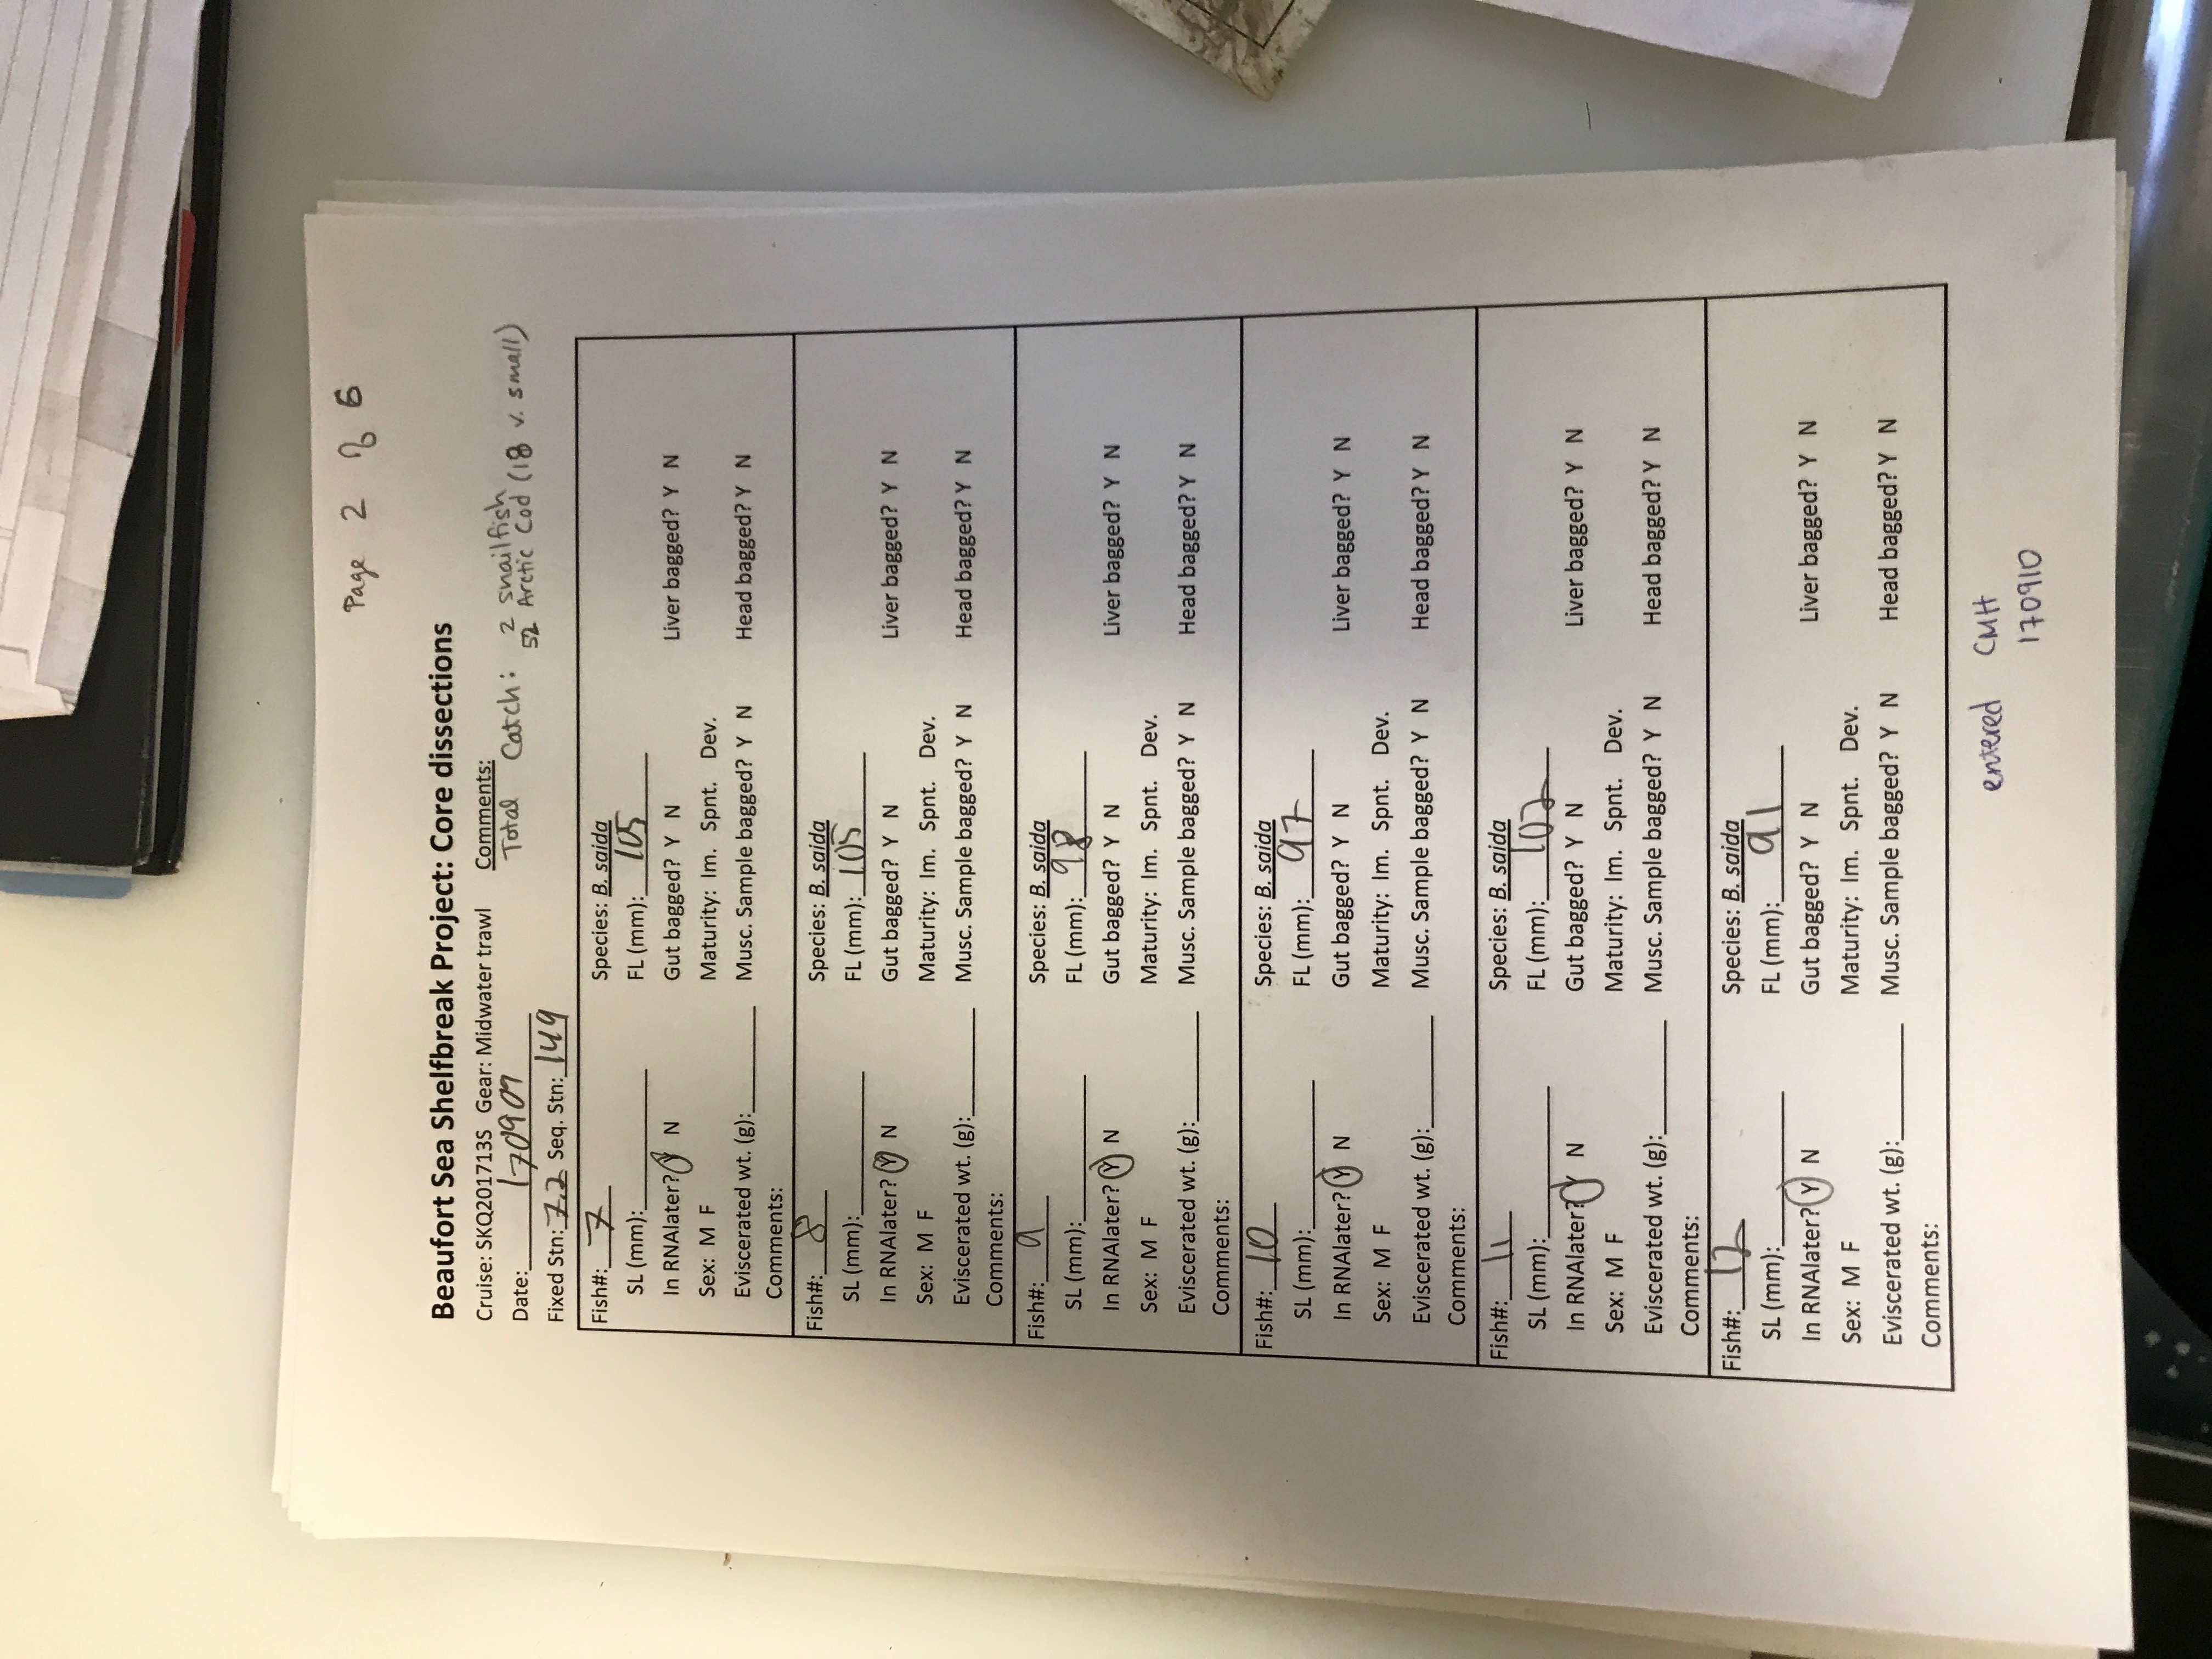 Page 2 of 6
Beaufort Sea Shelfbreak Project: Core dissections
Cruise: SKQ201713S Gear: Midwater trawl Comments:
Total Catch: 2 snailfish
52 Arctic Cod (18 v. small)
Date: 170909
Fixed Stn: 7.2 Seq. Stn: 149
Fish#: 7 Species: B. saida
SL (mm): FL (mm): 105
In RNAlater? Y N Gut bagged? Y N Liver bagged? Y N
Sex: M F Maturity: Im. Spnt. Dev.
Eviscerated wt. (g): Musc. Sample bagged? Y N Head bagged? Y N
Comments:
Fish#: 8 Species: B. saida
SL (mm): FL (mm): 105
In RNAlater? Y N Gut bagged? Y N Liver bagged? Y N
Sex: M F Maturity: Im. Spnt. Dev.
Eviscerated wt. (g): Musc. Sample bagged? Y N Head bagged? Y N
Comments:
Fish#: 9 Species: B. saida
SL (mm): FL (mm): 98
In RNAlater? Y N Gut bagged? Y N Liver bagged? Y N
Sex: M F Maturity: Im. Spnt. Dev.
Eviscerated wt. (g): Musc. Sample bagged? Y N Head bagged? Y N
Comments:
Fish#: 10 Species: B. saida
SL (mm): FL (mm): 97
In RNAlater? Y N Gut bagged? Y N Liver bagged? Y N
Sex: M F Maturity: Im. Spnt. Dev.
Eviscerated wt. (g): Musc. Sample bagged? Y N Head bagged? Y N
Comments:
Fish#: 11 Species: B. saida
SL (mm): FL (mm): 102
In RNAlater? Y N Gut bagged? Y N Liver bagged? Y N
Sex: M F Maturity: Im. Spnt. Dev.
Eviscerated wt. (g): Musc. Sample bagged? Y N Head bagged? Y N
Comments:
Fish#: 12 Species: B. saida
SL (mm): FL (mm): 91
In RNAlater? Y N Gut bagged? Y N Liver bagged? Y N
Sex: M F Maturity: Im. Spnt. Dev.
Eviscerated wt. (g): Musc. Sample bagged? Y N Head bagged? Y N
Comments:
entered CMH
170910